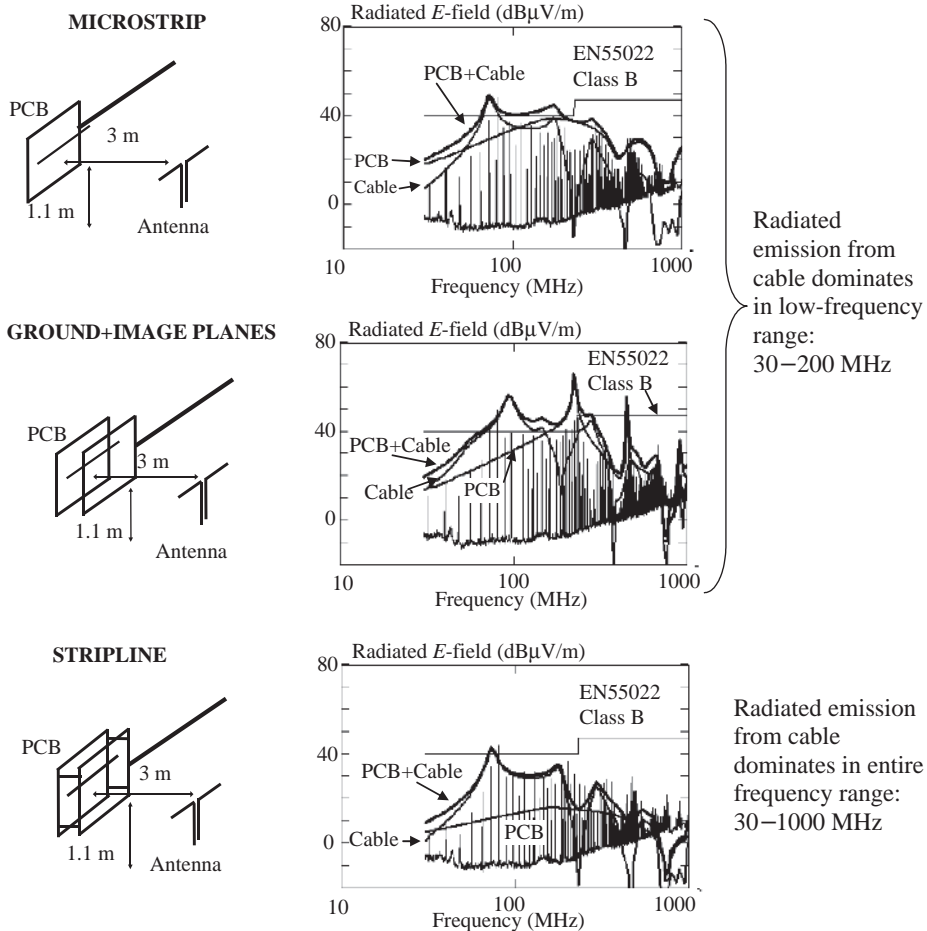 MICROSTRIP
PCB
3 m
1.1 m
Antenna
Radiated E-field (dBμV/m)
80
40
0
EN55022
Class B
PCB+Cable
PCB
Cable
10
100
1000
Frequency (MHz)
GROUND+IMAGE PLANES
PCB
3 m
1.1 m
Antenna
Radiated E-field (dBμV/m)
80
40
0
EN55022
Class B
PCB+Cable
Cable
PCB
10
100
1000
Frequency (MHz)
Radiated
emission from
cable dominates
in low-frequency
range:
30−200 MHz
STRIPLINE
PCB
3 m
1.1 m
Antenna
Radiated E-field (dBμV/m)
80
40
0
EN55022
Class B
PCB+Cable
Cable
PCB
10
100
1000
Frequency (MHz)
Radiated emission
from cable
dominates in entire
frequency range:
30−1000 MHz